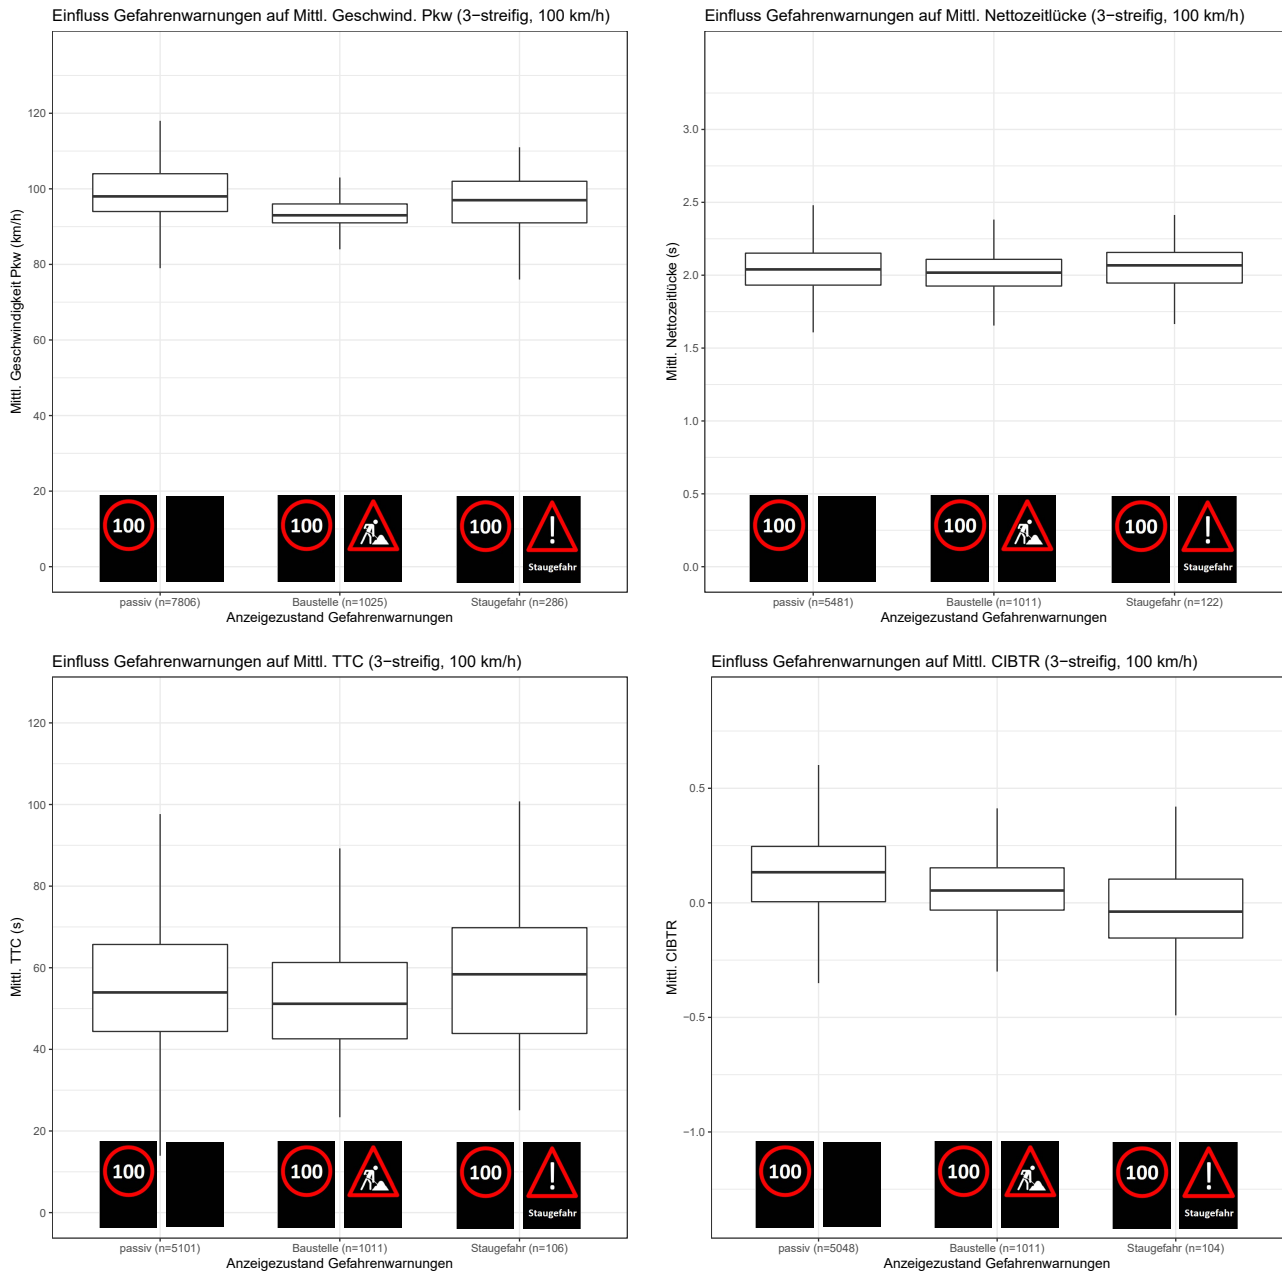 Einfluss Gefahrenwarnungen auf Mittl. Geschwind. Pkw (3−streifig, 100 km/h)
Mittl. Geschwindigkeit Pkw (km/h)
120
100
80
60
40
20
0
100
100
100
Staugefahr
passiv (n=7806)
Baustelle (n=1025)
Staugefahr (n=286)
Anzeigezustand Gefahrenwarnungen
Einfluss Gefahrenwarnungen auf Mittl. Nettozeitlücke (3−streifig, 100 km/h)
Mittl. Nettozeitlücke (s)
3.0
2.5
2.0
1.5
1.0
0.5
0.0
100
100
100
Staugefahr
passiv (n=5481)
Baustelle (n=1011)
Staugefahr (n=122)
Anzeigezustand Gefahrenwarnungen
Einfluss Gefahrenwarnungen auf Mittl. TTC (3−streifig, 100 km/h)
Mittl. TTC (s)
120
100
80
60
40
20
0
100
100
100
Staugefahr
passiv (n=5101)
Baustelle (n=1011)
Staugefahr (n=106)
Anzeigezustand Gefahrenwarnungen
Einfluss Gefahrenwarnungen auf Mittl. CIBTR (3−streifig, 100 km/h)
Mittl. CIBTR
0.5
0.0
−0.5
−1.0
100
100
100
Staugefahr
passiv (n=5048)
Baustelle (n=1011)
Staugefahr (n=104)
Anzeigezustand Gefahrenwarnungen